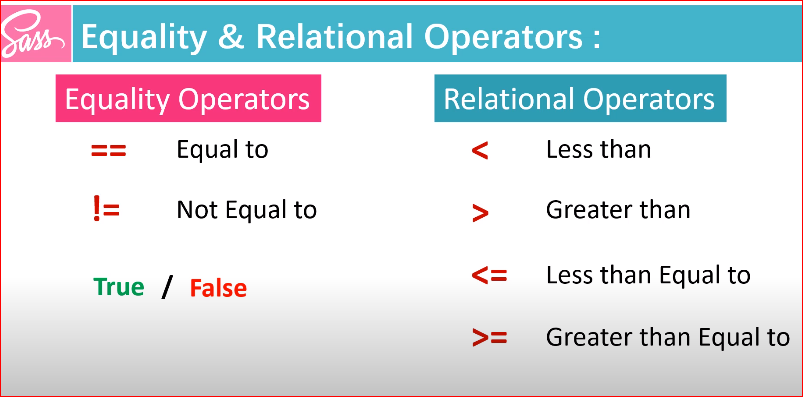 Sass
Equality & Relational Operators :
Equality Operators
== Equal to
!= Not Equal to
True / False
Relational Operators
< Less than
> Greater than
<= Less than Equal to
>= Greater than Equal to